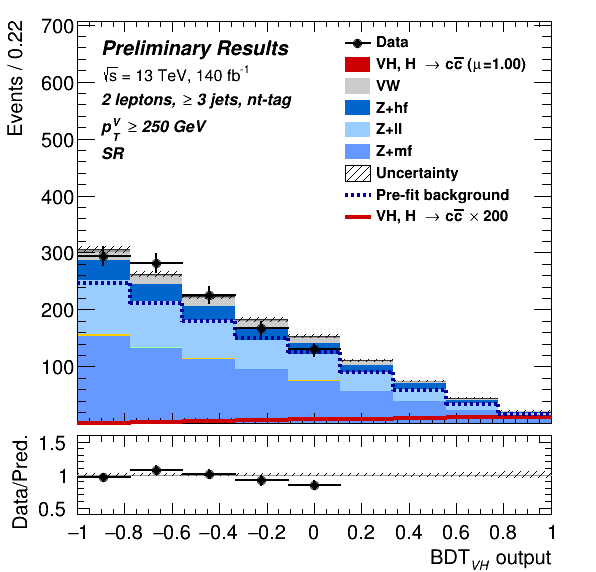 Events / 0.22
700
600
500
400
300
200
100
Preliminary Results
√s = 13 TeV, 140 fb⁻¹
2 leptons, ≥ 3 jets, nt-tag
p_T^V ≥ 250 GeV
SR
Data
VH, H → cc̅ (μ=1.00)
VW
Z+hf
Z+ll
Z+mf
Uncertainty
Pre-fit background
VH, H → cc̅ × 200
Data/Pred.
1.5
1
0.5
−1 −0.8 −0.6 −0.4 −0.2 0 0.2 0.4 0.6 0.8 1
BDT_VH output